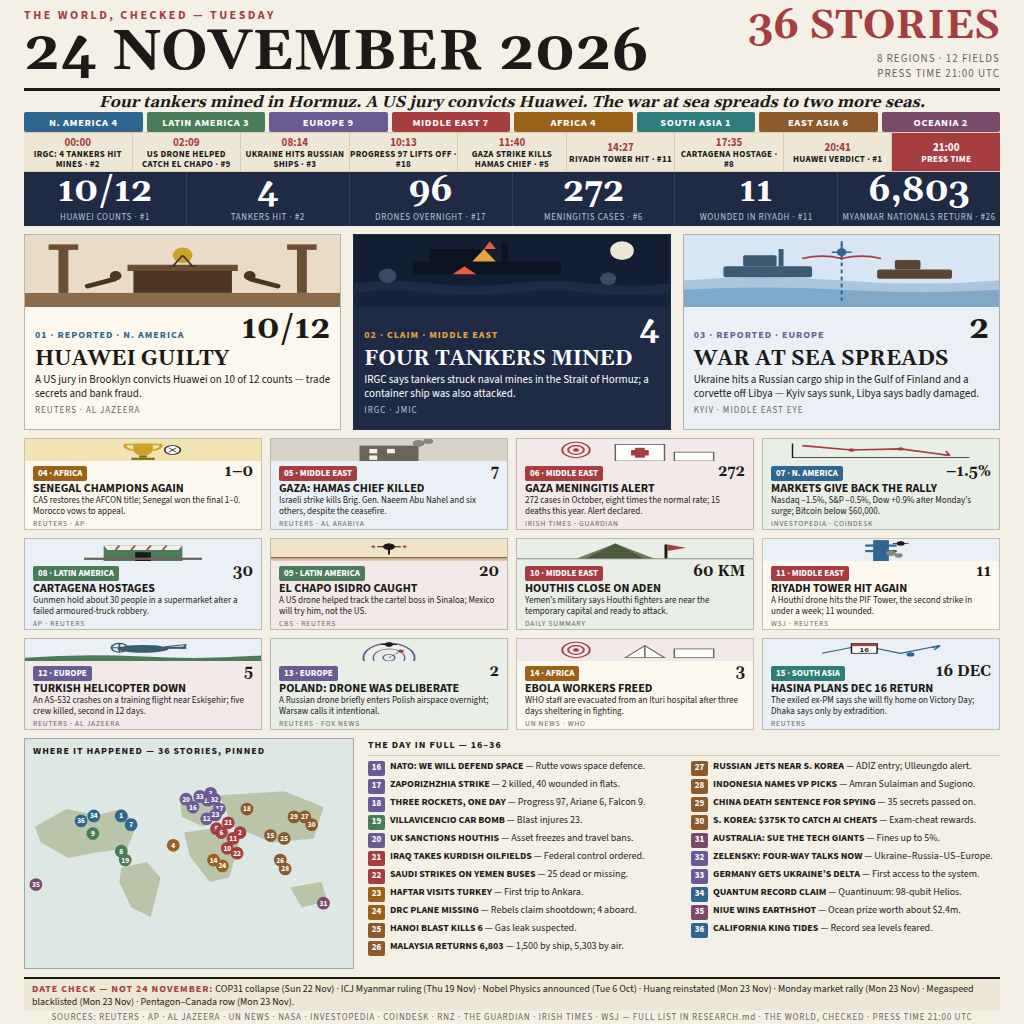 THE WORLD, CHECKED — TUESDAY
24 NOVEMBER 2026
36 STORIES
8 REGIONS · 12 FIELDS
PRESS TIME 21:00 UTC
Four tankers mined in Hormuz. A US jury convicts Huawei. The war at sea spreads to two more seas.
N. AMERICA 4
LATIN AMERICA 3
EUROPE 9
MIDDLE EAST 7
AFRICA 4
SOUTH ASIA 1
EAST ASIA 6
OCEANIA 2
00:00
IRGC: 4 TANKERS HIT
MINES · #2
02:09
US DRONE HELPED
CATCH EL CHAPO · #9
08:14
UKRAINE HITS RUSSIAN
SHIPS · #3
10:13
PROGRESS 97 LIFTS OFF ·
#18
11:40
GAZA STRIKE KILLS
HAMAS CHIEF · #5
14:27
RIYADH TOWER HIT · #11
17:35
CARTAGENA HOSTAGE ·
#8
20:41
HUAWEI VERDICT · #1
21:00
PRESS TIME
10/12
HUAWEI COUNTS · #1
4
TANKERS HIT · #2
96
DRONES OVERNIGHT · #17
272
MENINGITIS CASES · #6
11
WOUNDED IN RIYADH · #11
6,803
MYANMAR NATIONALS RETURN · #26
01 · REPORTED · N. AMERICA
10/12
HUAWEI GUILTY
A US jury in Brooklyn convicts Huawei on 10 of 12 counts — trade
secrets and bank fraud.
REUTERS · AL JAZEERA
02 · CLAIM · MIDDLE EAST
4
FOUR TANKERS MINED
IRGC says tankers struck naval mines in the Strait of Hormuz; a
container ship was also attacked.
IRGC · JMIC
03 · REPORTED · EUROPE
2
WAR AT SEA SPREADS
Ukraine hits a Russian cargo ship in the Gulf of Finland and a
corvette off Libya — Kyiv says sunk, Libya says badly damaged.
KYIV · MIDDLE EAST EYE
04 · AFRICA
1–0
SENEGAL CHAMPIONS AGAIN
CAS restores the AFCON title; Senegal won the final 1–0.
Morocco vows to appeal.
REUTERS · AP
05 · MIDDLE EAST
7
GAZA: HAMAS CHIEF KILLED
Israeli strike kills Brig. Gen. Naeem Abu Nahel and six
others, despite the ceasefire.
REUTERS · AL ARABIYA
06 · MIDDLE EAST
272
GAZA MENINGITIS ALERT
272 cases in October, eight times the normal rate; 15
deaths this year. Alert declared.
IRISH TIMES · GUARDIAN
07 · N. AMERICA
−1.5%
MARKETS GIVE BACK THE RALLY
Nasdaq −1.5%, S&P −0.5%, Dow +0.9% after Monday's
surge; Bitcoin below $60,000.
INVESTOPEDIA · COINDESK
08 · LATIN AMERICA
30
CARTAGENA HOSTAGES
Gunmen hold about 30 people in a supermarket after a
failed armoured-truck robbery.
AP · REUTERS
09 · LATIN AMERICA
20
EL CHAPO ISIDRO CAUGHT
A US drone helped track the cartel boss in Sinaloa; Mexico
will try him, not the US.
CBS · REUTERS
10 · MIDDLE EAST
60 KM
HOUTHIS CLOSE ON ADEN
Yemen's military says Houthi fighters are near the
temporary capital and ready to attack.
DAILY SUMMARY
11 · MIDDLE EAST
11
RIYADH TOWER HIT AGAIN
A Houthi drone hits the PIF Tower, the second strike in
under a week; 11 wounded.
WSJ · REUTERS
12 · EUROPE
5
TURKISH HELICOPTER DOWN
An AS-532 crashes on a training flight near Eskişehir; five
crew killed, second in 12 days.
REUTERS · AL JAZEERA
13 · EUROPE
2
POLAND: DRONE WAS DELIBERATE
A Russian drone briefly enters Polish airspace overnight;
Warsaw calls it intentional.
REUTERS · FOX NEWS
14 · AFRICA
3
EBOLA WORKERS FREED
WHO staff are evacuated from an Ituri hospital after three
days sheltering in fighting.
UN NEWS · WHO
16
15 · SOUTH ASIA
16 DEC
HASINA PLANS DEC 16 RETURN
The exiled ex-PM says she will fly home on Victory Day;
Dhaka says only by extradition.
REUTERS
WHERE IT HAPPENED — 36 STORIES, PINNED
36
34
1
7
9
8
19
35
4
20
33
32
16
17
12
23
21
6
2
11
10
22
14
24
18
15
25
26
28
29
27
30
31
THE DAY IN FULL — 16–36
16 NATO: WE WILL DEFEND SPACE — Rutte vows space defence.
17 ZAPORIZHZHIA STRIKE — 2 killed, 40 wounded in flats.
18 THREE ROCKETS, ONE DAY — Progress 97, Ariane 6, Falcon 9.
19 VILLAVICENCIO CAR BOMB — Blast injures 23.
20 UK SANCTIONS HOUTHIS — Asset freezes and travel bans.
21 IRAQ TAKES KURDISH OILFIELDS — Federal control ordered.
22 SAUDI STRIKES ON YEMEN BUSES — 25 dead or missing.
23 HAFTAR VISITS TURKEY — First trip to Ankara.
24 DRC PLANE MISSING — Rebels claim shootdown; 4 aboard.
25 HANOI BLAST KILLS 6 — Gas leak suspected.
26 MALAYSIA RETURNS 6,803 — 1,500 by ship, 5,303 by air.
27 RUSSIAN JETS NEAR S. KOREA — ADIZ entry; Ulleungdo alert.
28 INDONESIA NAMES VP PICKS — Amran Sulaiman and Sugiono.
29 CHINA DEATH SENTENCE FOR SPYING — 35 secrets passed on.
30 S. KOREA: $375K TO CATCH AI CHEATS — Exam-cheat rewards.
31 AUSTRALIA: SUE THE TECH GIANTS — Fines up to 5%.
32 ZELENSKY: FOUR-WAY TALKS NOW — Ukraine–Russia–US–Europe.
33 GERMANY GETS UKRAINE'S DELTA — First access to the system.
34 QUANTUM RECORD CLAIM — Quantinuum: 98-qubit Helios.
35 NIUE WINS EARTHSHOT — Ocean prize worth about $2.4m.
36 CALIFORNIA KING TIDES — Record sea levels feared.
DATE CHECK — NOT 24 NOVEMBER: COP31 collapse (Sun 22 Nov) · ICJ Myanmar ruling (Thu 19 Nov) · Nobel Physics announced (Tue 6 Oct) · Huang reinstated (Mon 23 Nov) · Monday market rally (Mon 23 Nov) · Megaspeed
blacklisted (Mon 23 Nov) · Pentagon–Canada row (Mon 23 Nov).
SOURCES: REUTERS · AP · AL JAZEERA · UN NEWS · NASA · INVESTOPEDIA · COINDESK · RNZ · THE GUARDIAN · IRISH TIMES · WSJ — FULL LIST IN RESEARCH.md · THE WORLD, CHECKED · PRESS TIME 21:00 UTC